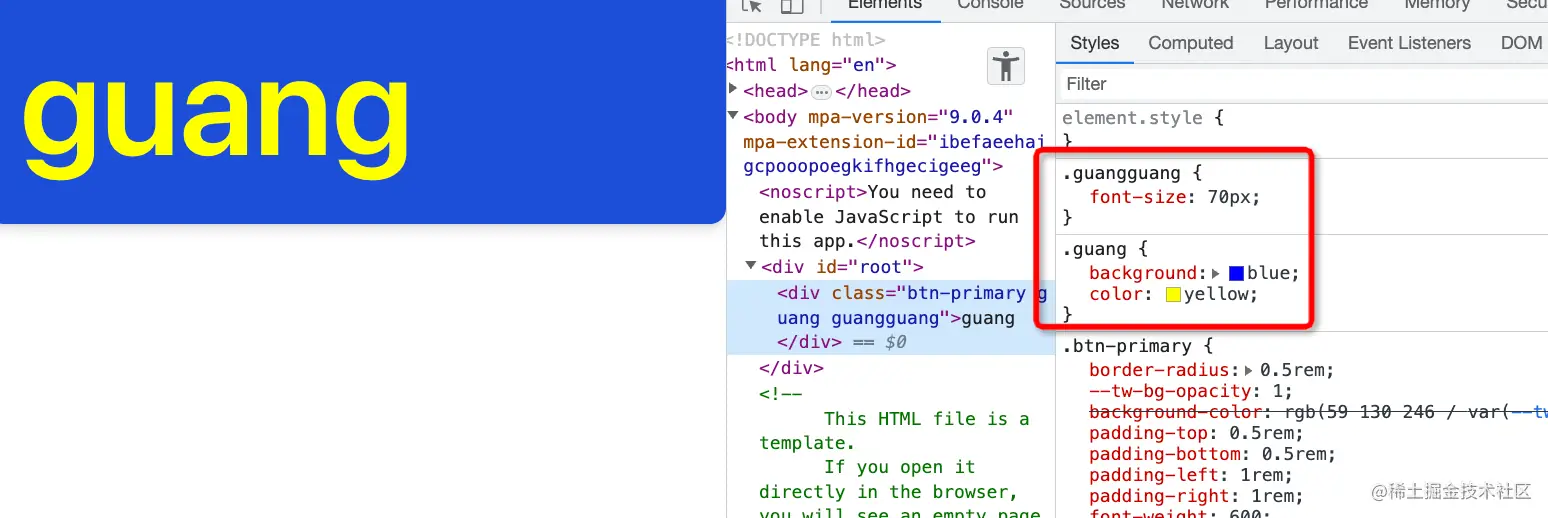 guang
Elements Console Sources Network Performance Memory Secu
<!DOCTYPE html>
<html lang="en">
<head> … </head>
<body mpa-version="9.0.4"
mpa-extension-id="ibefaeehaj
gcpooopoegkifhgecigeeg">
<noscript>You need to
enable JavaScript to run
this app.</noscript>
<div id="root">
<div class="btn-primary g
uang guangguang">guang
</div> == $0
</div>
<!--
This HTML file is a
template.
If you open it
directly in the browser,
you will see an empty page
Styles Computed Layout Event Listeners DOM
Filter
element.style {
}
.guangguang {
font-size: 70px;
}
.guang {
background: blue;
color: yellow;
}
.btn-primary {
border-radius: 0.5rem;
--tw-bg-opacity: 1;
background-color: rgb(59 130 246 / var(--tw
padding-top: 0.5rem;
padding-bottom: 0.5rem;
padding-left: 1rem;
padding-right: 1rem;
font-weight: 600;
@稀土掘金技术社区